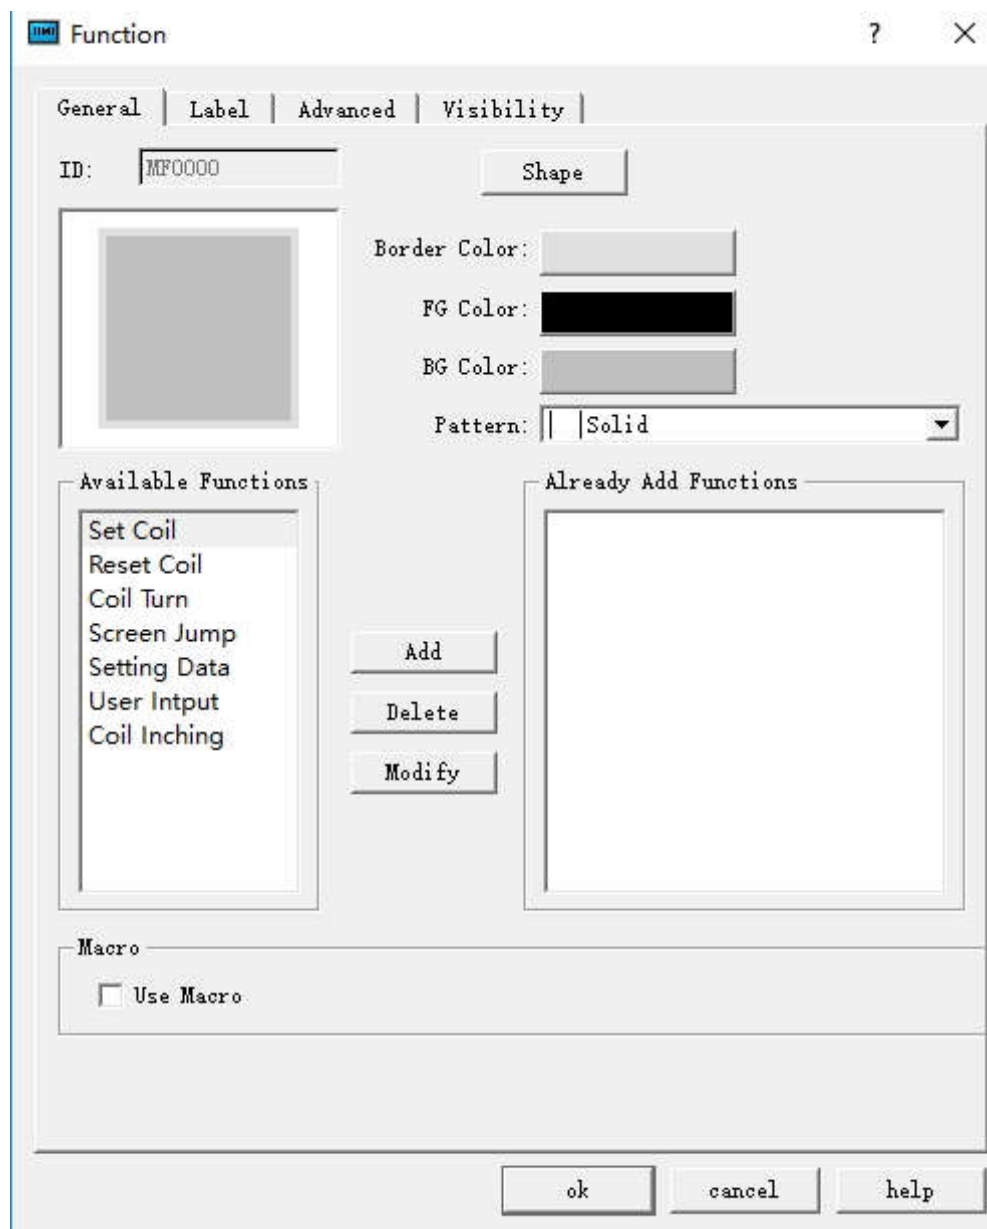 Function
General Label Advanced Visibility
ID: MF0000
Shape
Border Color:
FG Color:
BG Color:
Pattern: Solid
Available Functions
Set Coil
Reset Coil
Coil Turn
Screen Jump
Setting Data
User Intput
Coil Inching
Add
Delete
Modify
Already Add Functions
Macro
Use Macro
ok cancel help